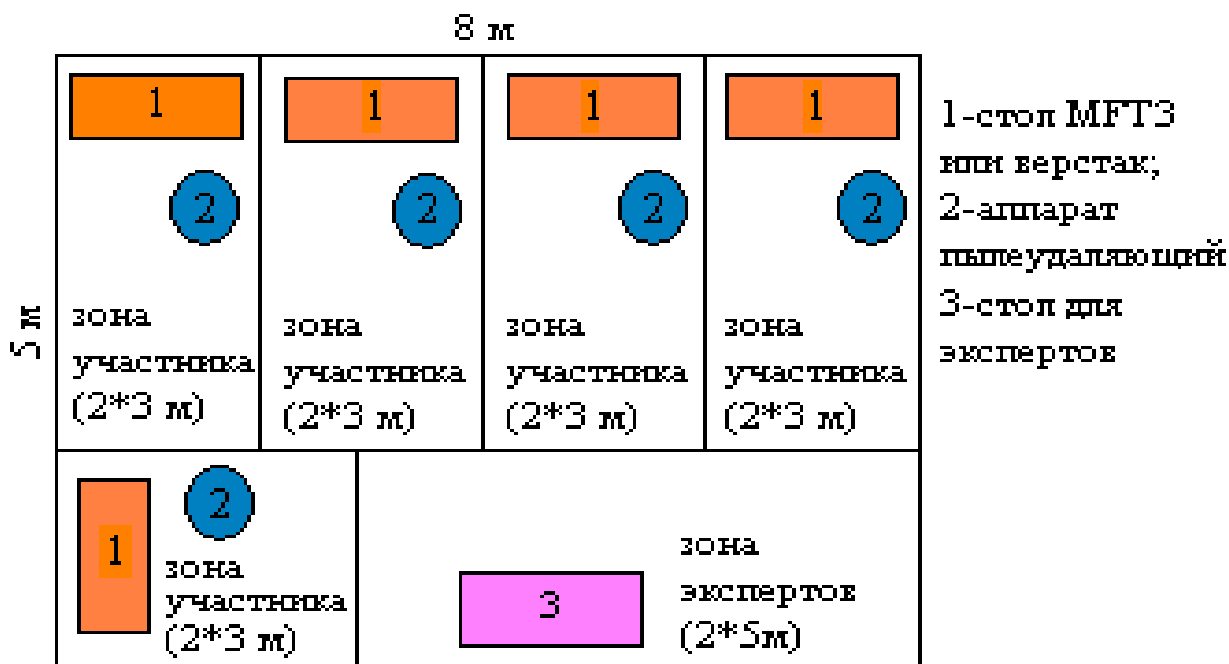 8 м
1
1
1
1
2
2
2
2
5 м
зона
участника
(2*3 м)
зона
участника
(2*3 м)
зона
участника
(2*3 м)
зона
участника
(2*3 м)
1
2
зона
участника
(2*3 м)
3
зона
экспертов
(2*5м)
1-стол MFT3
или верстак;
2-аппарат
пылеудаляющий
3-стол для
экспертов